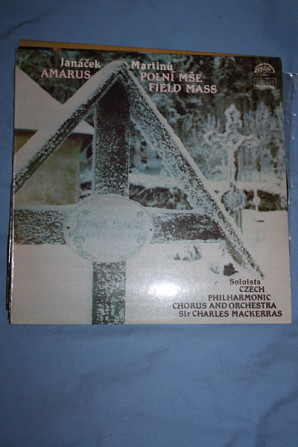 Janáček
AMARUS
Martinů
POLNÍ MŠE
FIELD MASS
Soloists
CZECH
PHILHARMONIC
CHORUS AND ORCHESTRA
Sir CHARLES MACKERRAS